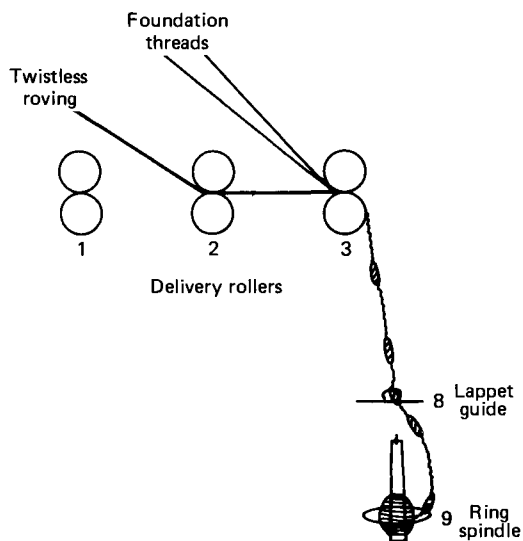 Foundation
threads
Twistless
roving
1
2
3
Delivery rollers
8 Lappet
guide
9 Ring
spindle